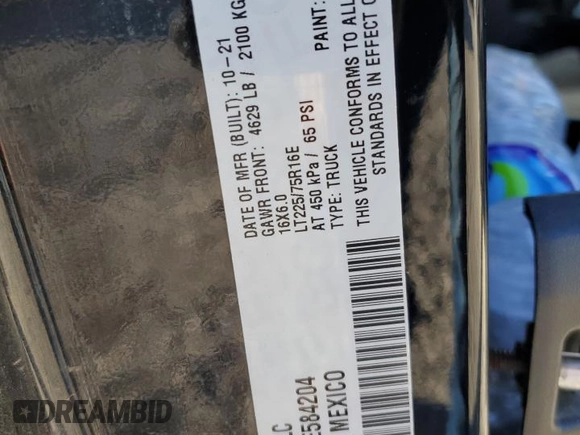 DATE OF MFR (BUILT): 10-21
GAWR FRONT: 4629 LB / 2100 KG
16X6.0
LT225/75R16E
AT 450 kPa / 65 PSI PAINT:
TYPE: TRUCK
THIS VEHICLE CONFORMS TO ALL
STANDARDS IN EFFECT O
LC
E584204
MEXICO
DREAMBID